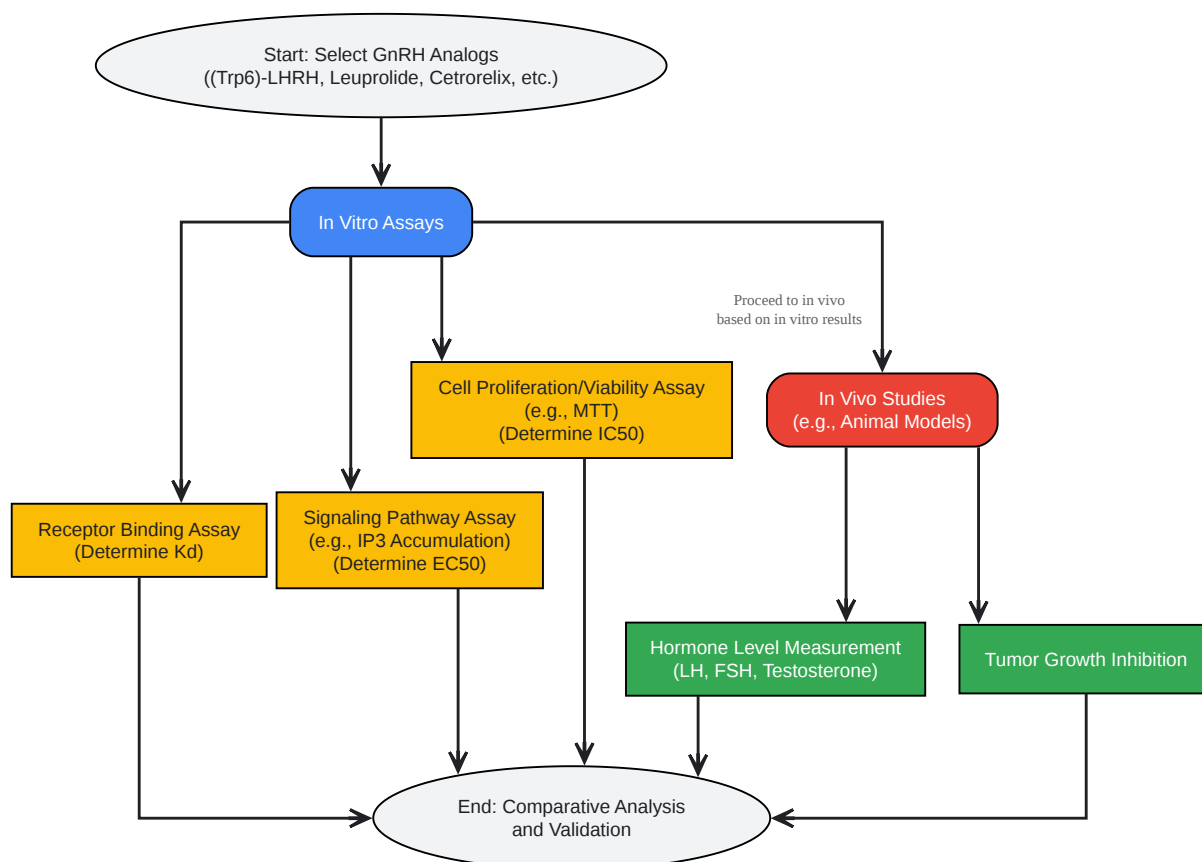 Start: Select GnRH Analogs
((Trp6)-LHRH, Leuprolide, Cetrorelix, etc.)
In Vitro Assays
Proceed to in vivo
based on in vitro results
Cell Proliferation/Viability Assay
(e.g., MTT)
(Determine IC50)
In Vivo Studies
(e.g., Animal Models)
Receptor Binding Assay
(Determine Kd)
Signaling Pathway Assay
(e.g., IP3 Accumulation)
(Determine EC50)
Hormone Level Measurement
(LH, FSH, Testosterone)
Tumor Growth Inhibition
End: Comparative Analysis
and Validation